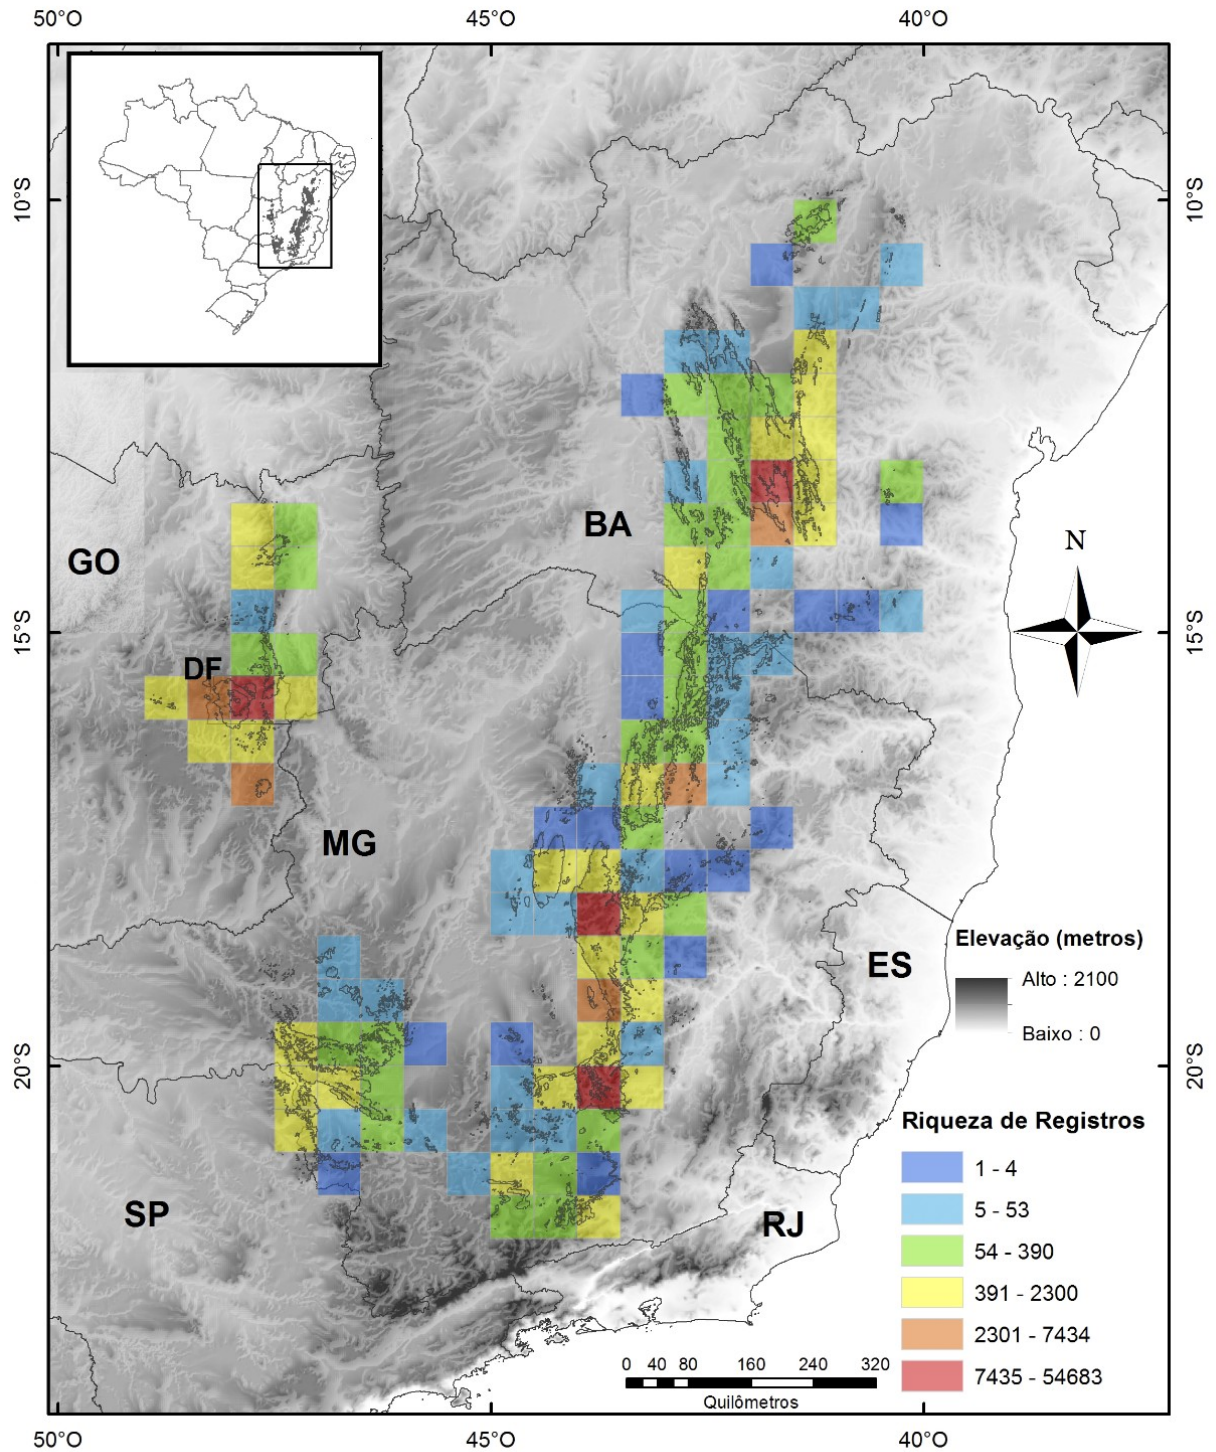 50°O 45°O 40°O
10°S 10°S
N
BA
GO
15°S 15°S
DF
MG
Elevação (metros)
ES
Alto : 2100
Baixo : 0
20°S 20°S
Riqueza de Registros
1 - 4
5 - 53
SP
RJ
54 - 390
391 - 2300
2301 - 7434
0 40 80 160 240 320
7435 - 54683
Quilômetros
50°O 45°O 40°O